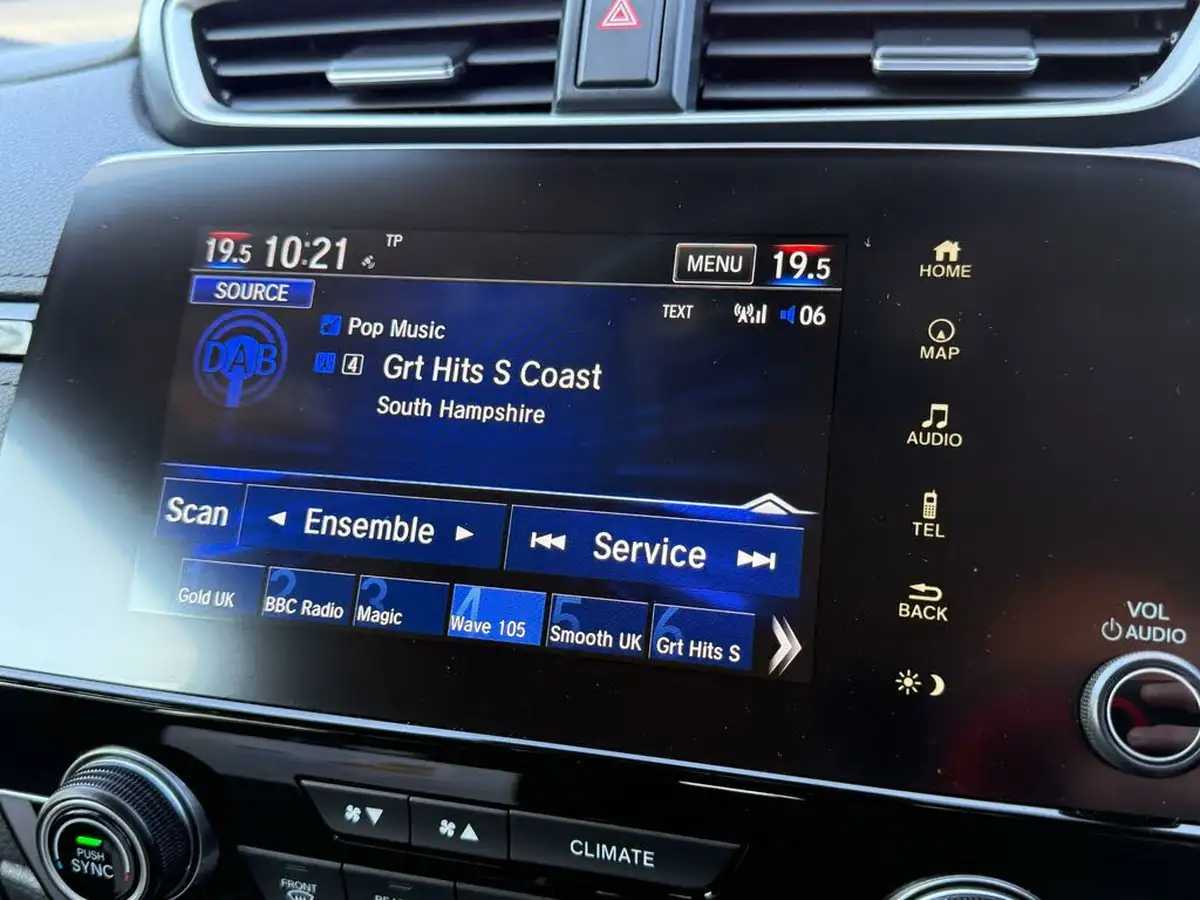 19.5 10:21 TP MENU 19.5
SOURCE TEXT 06
DAB
Pop Music
4 Grt Hits S Coast
South Hampshire
Scan Ensemble Service
1 Gold UK
2 BBC Radio
3 Magic
4 Wave 105
5 Smooth UK
6 Grt Hits S
HOME
MAP
AUDIO
TEL
BACK
VOL
AUDIO
PUSH
SYNC
CLIMATE
FRONT